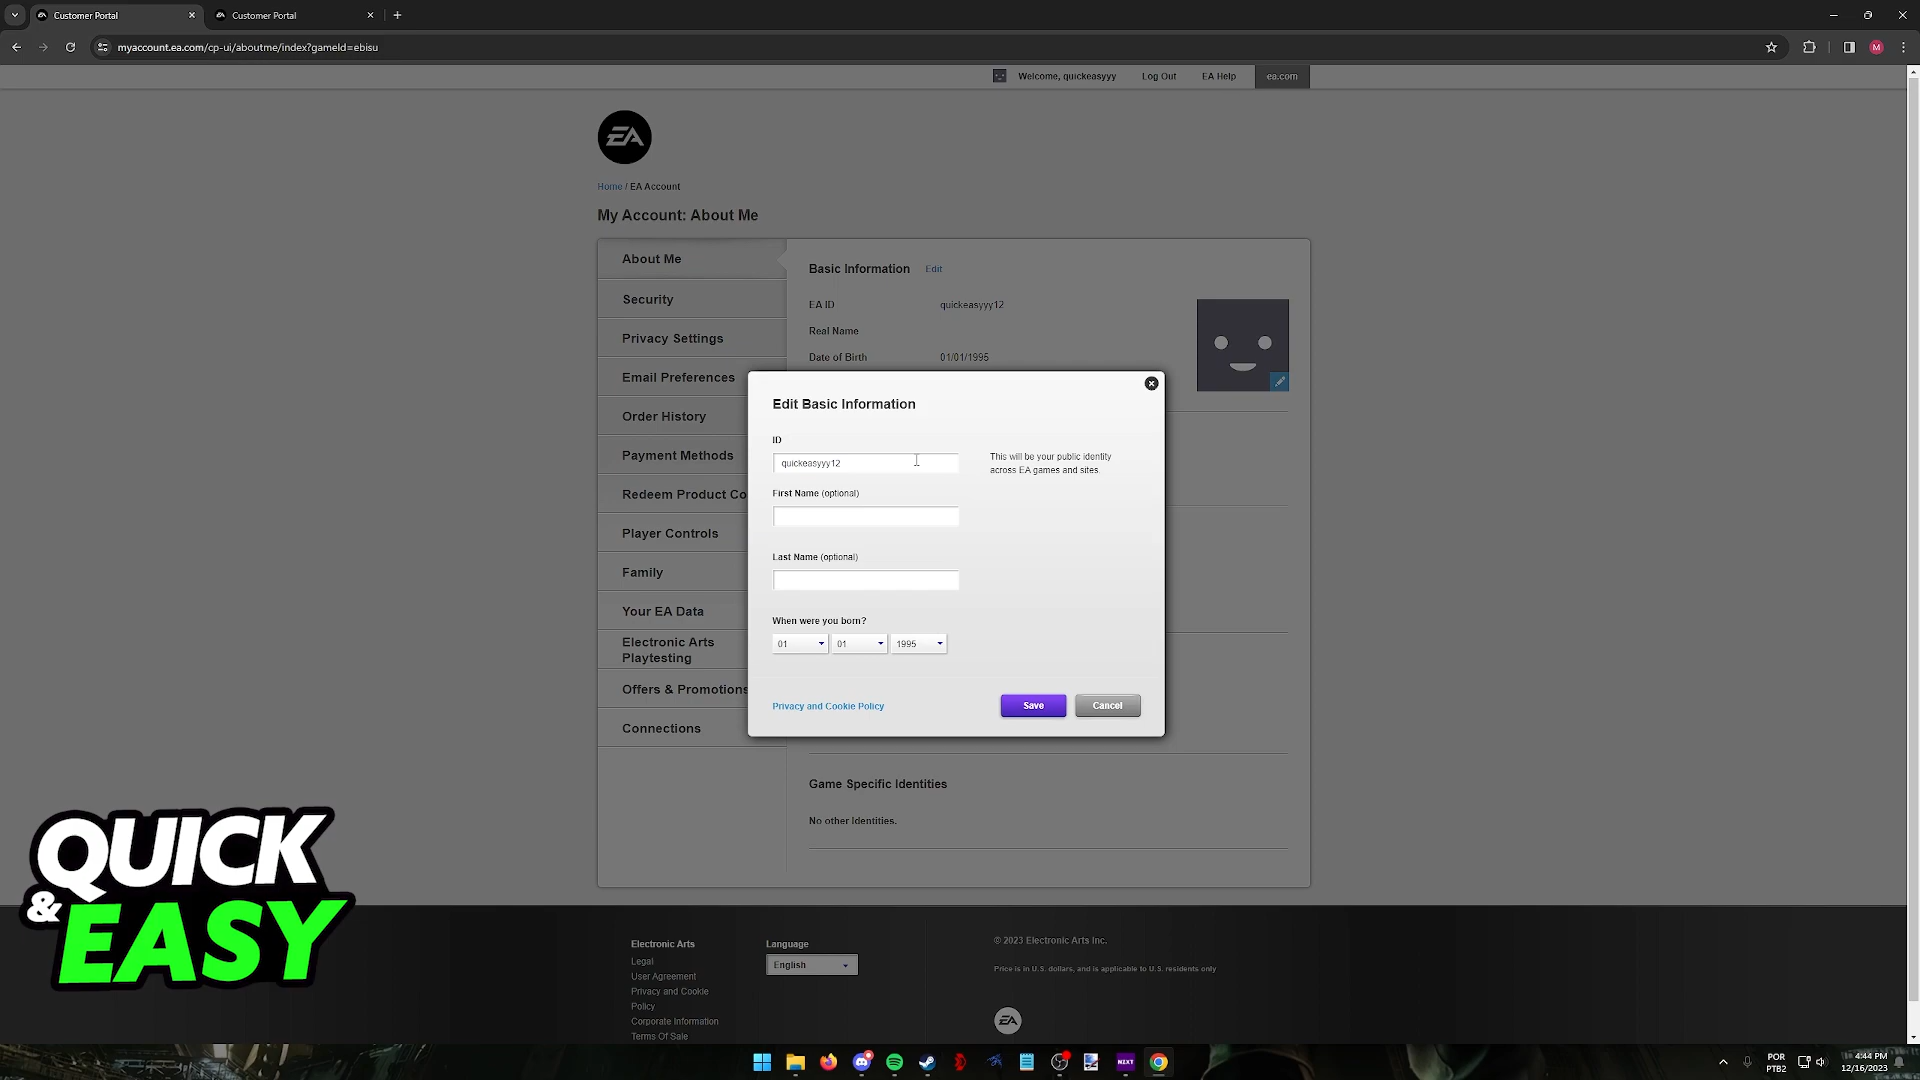 Customer Portal
Customer Portal
myaccount.ea.com/cp-ui/aboutme/index?gameId=ebisu
M
Welcome, quickeasyyy
Log Out
EA Help
ea.com
EA
Home / EA Account
My Account: About Me
About Me
Security
Privacy Settings
Email Preferences
Order History
Payment Methods
Redeem Product Co
Player Controls
Family
Your EA Data
Electronic Arts
Playtesting
Offers & Promotions
Connections
Basic Information
Edit
EA ID
quickeasyyy12
Real Name
Date of Birth
01/01/1995
Edit Basic Information
ID
quickeasyyy12
This will be your public identity
across EA games and sites.
First Name (optional)
Last Name (optional)
When were you born?
01
01
1995
Privacy and Cookie Policy
Save
Cancel
Game Specific Identities
No other Identities.
QUICK
&EASY
Electronic Arts
Legal
User Agreement
Privacy and Cookie
Policy
Corporate Information
Terms Of Sale
Language
English
© 2023 Electronic Arts Inc.
Price is in U.S. dollars, and is applicable to U.S. residents only
EA
NZXT
POR
PTB2
4:44 PM
12/16/2023